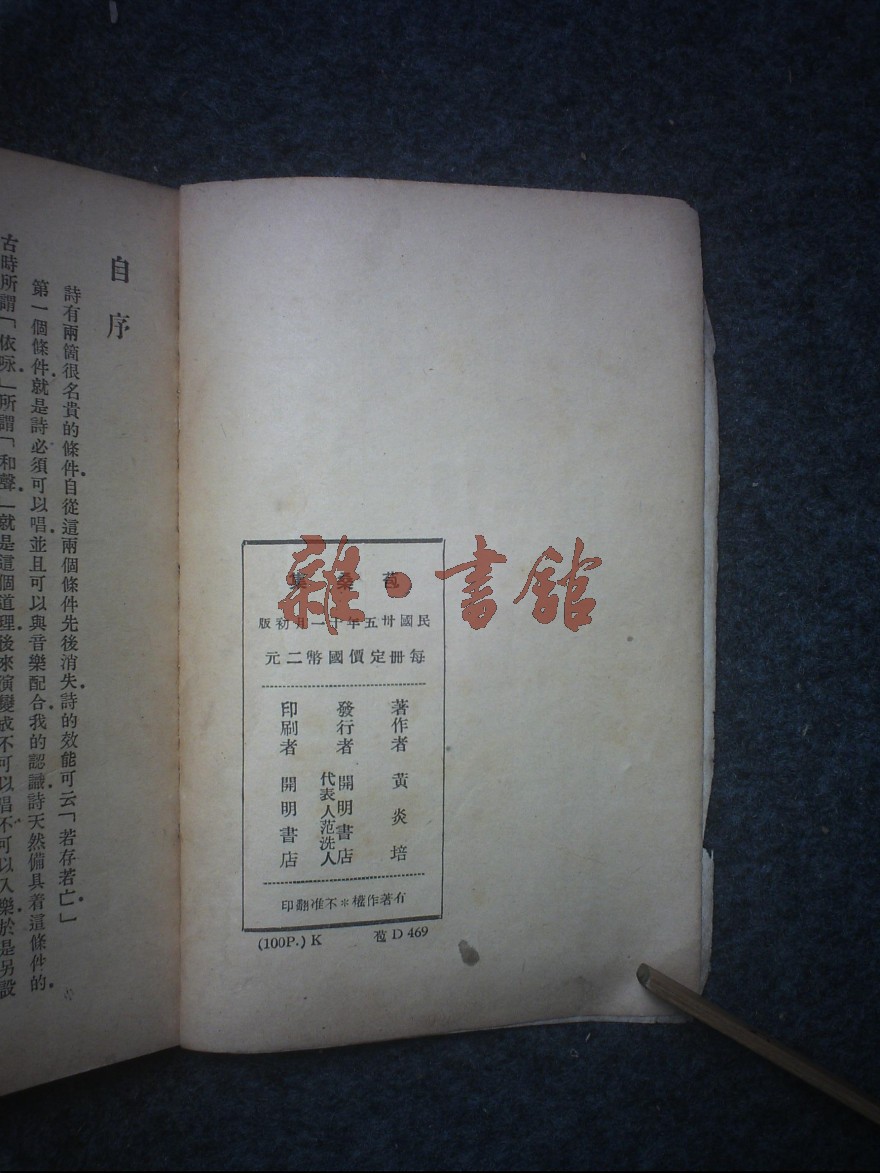 苞桑集
民國卅五年十一月初版
每冊定價國幣二元
著作者 黃炎培
發行者 開明書店
代表人范洗人
印刷者 開明書店
有著作權＊不准翻印
(100P.) K 苞 D 469
雜·書館
自序
詩有兩箇很名貴的條件自從這兩個條件先後消失詩的效能可云「若存若亡。」
第一個條件就是詩必須可以唱並且可以與音樂配合我的認識詩天然備具着這條件的.
古時所謂「依咏」所謂「和聲」就是這個道理後來演變或不可以唱不可以入樂於是另設